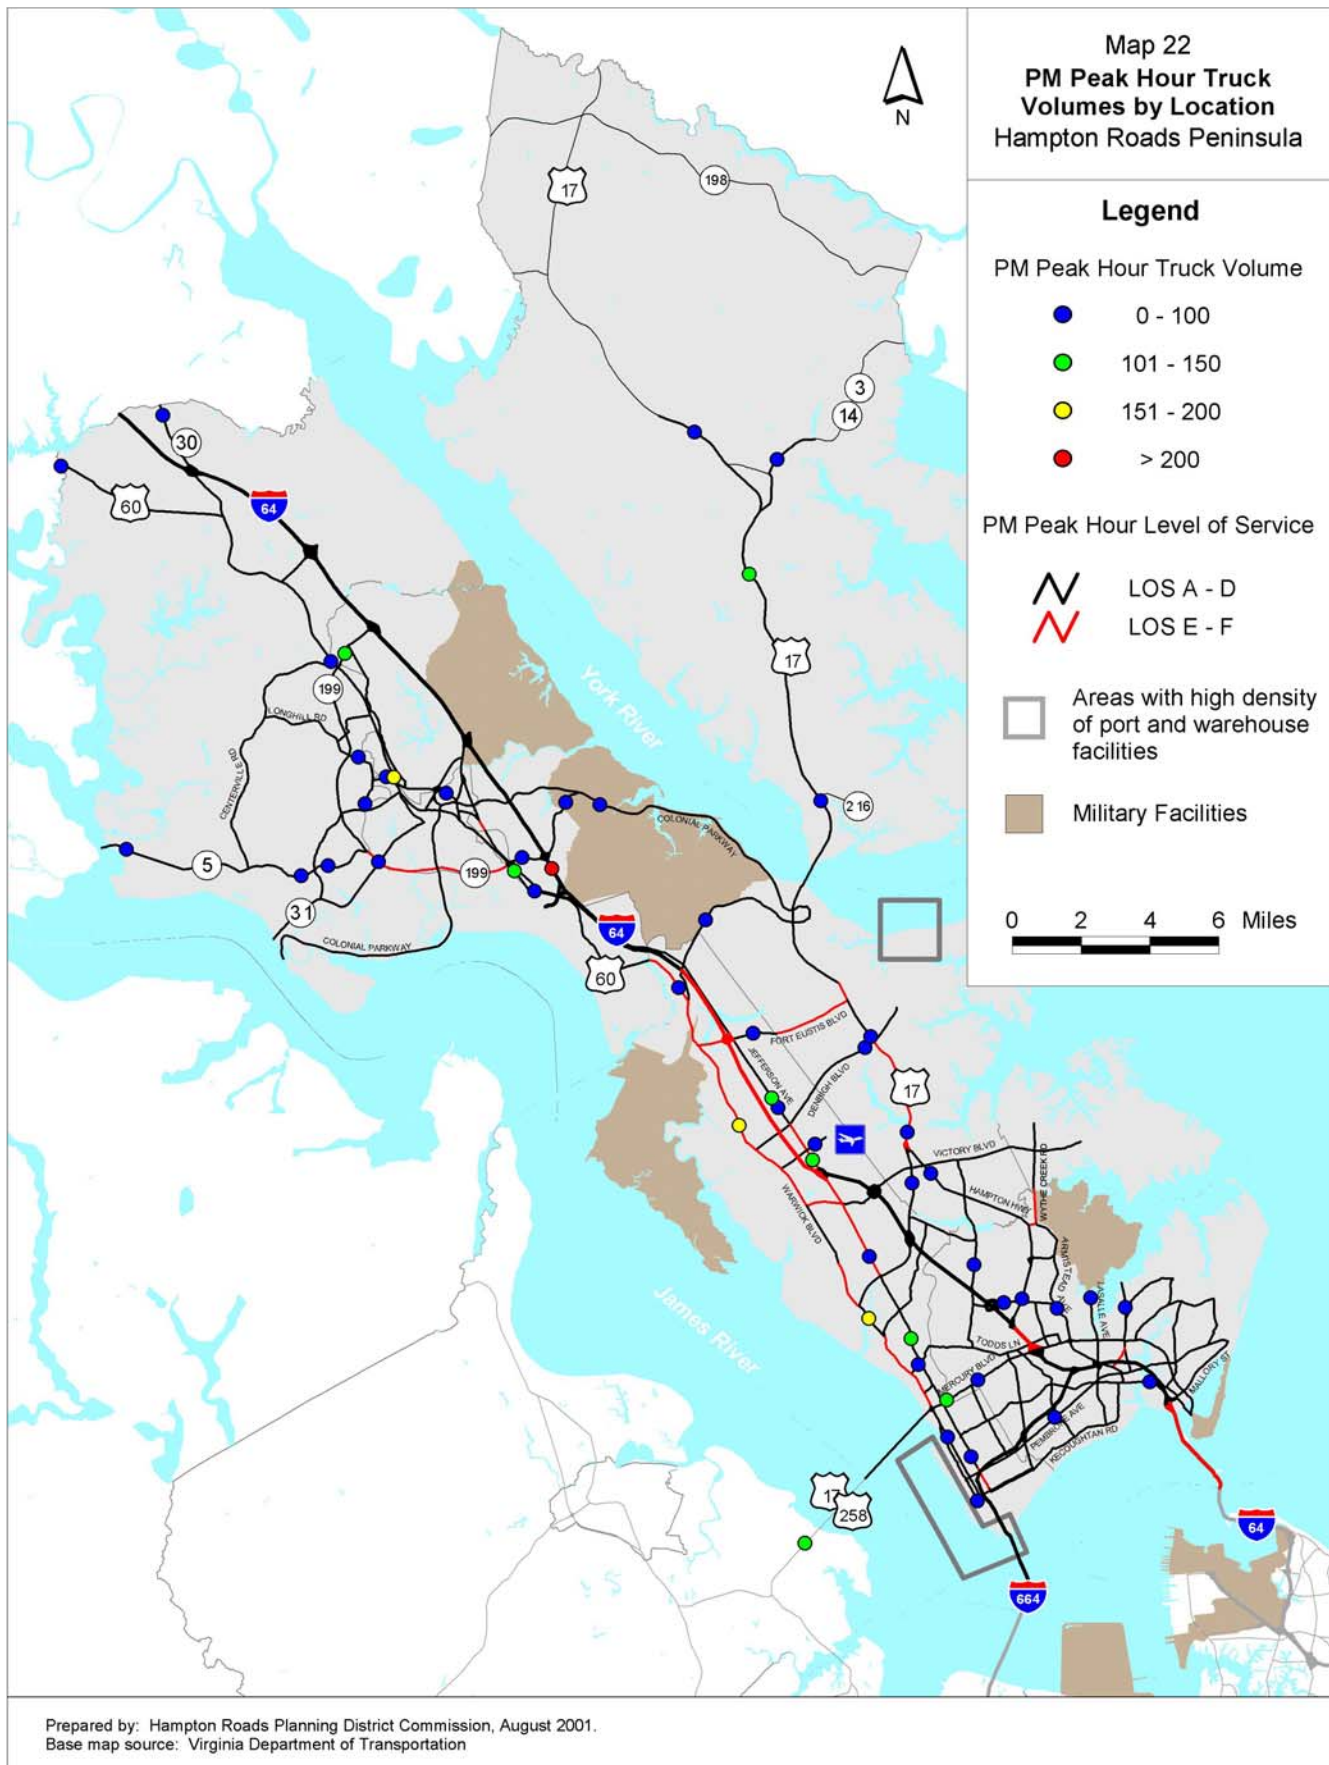 Map 22
PM Peak Hour Truck
Volumes by Location
Hampton Roads Peninsula
N
Legend
PM Peak Hour Truck Volume
0 - 100
101 - 150
151 - 200
> 200
PM Peak Hour Level of Service
LOS A - D
LOS E - F
Areas with high density
of port and warehouse
facilities
Military Facilities
0 2 4 6 Miles
17
198
3
14
30
60
64
17
York River
199
LONGHILL RD
CENTERVILLE RD
2 16
COLONIAL PARKWAY
5
199
31
COLONIAL PARKWAY
64
60
FORT EUSTIS BLVD
JEFFERSON AVE
DENBIGH BLVD
17
VICTORY BLVD
WYTHE CREEK RD
HAMPTON HWY
WARWICK BLVD
ARMISTEAD AVE
LASALLE AVE
James River
TODDS LN
MERCURY BLVD
MALLORY ST
PEMBROKE AVE
KECOUGHTAN RD
17
258
64
664
Prepared by: Hampton Roads Planning District Commission, August 2001.
Base map source: Virginia Department of Transportation